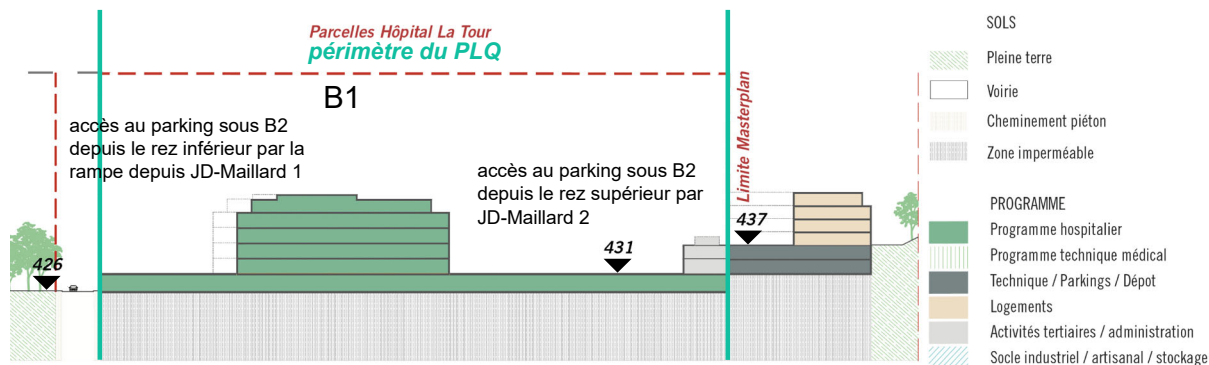 Parcelles Hôpital La Tour
périmètre du PLQ
B1
accès au parking sous B2
depuis le rez inférieur par la
rampe depuis JD-Maillard 1
accès au parking sous B2
depuis le rez supérieur par
JD-Maillard 2
Limite Masterplan
426
431
437
SOLS
Pleine terre
Voirie
Cheminement piéton
Zone imperméable
PROGRAMME
Programme hospitalier
Programme technique médical
Technique / Parkings / Dépot
Logements
Activités tertiaires / administration
Socle industriel / artisanal / stockage